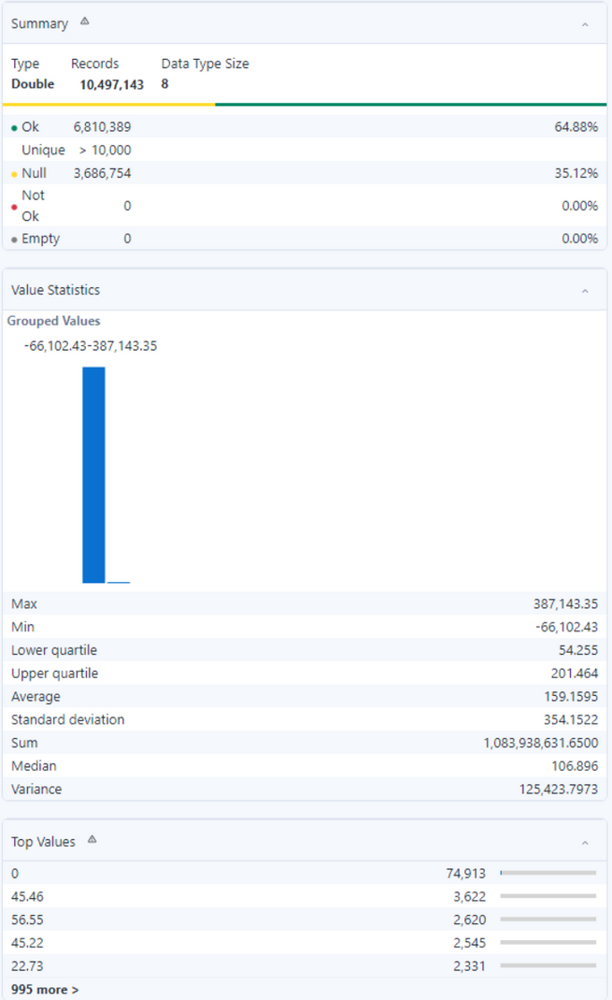 Summary
Type Records Data Type Size
Double 10,497,143 8
Ok 6,810,389 64.88%
Unique > 10,000
Null 3,686,754 35.12%
Not
Ok 0 0.00%
Empty 0 0.00%
Value Statistics
Grouped Values
-66,102.43-387,143.35
Max 387,143.35
Min -66,102.43
Lower quartile 54.255
Upper quartile 201.464
Average 159.1595
Standard deviation 354.1522
Sum 1,083,938,631.6500
Median 106.896
Variance 125,423.7973
Top Values
0 74,913
45.46 3,622
56.55 2,620
45.22 2,545
22.73 2,331
995 more >